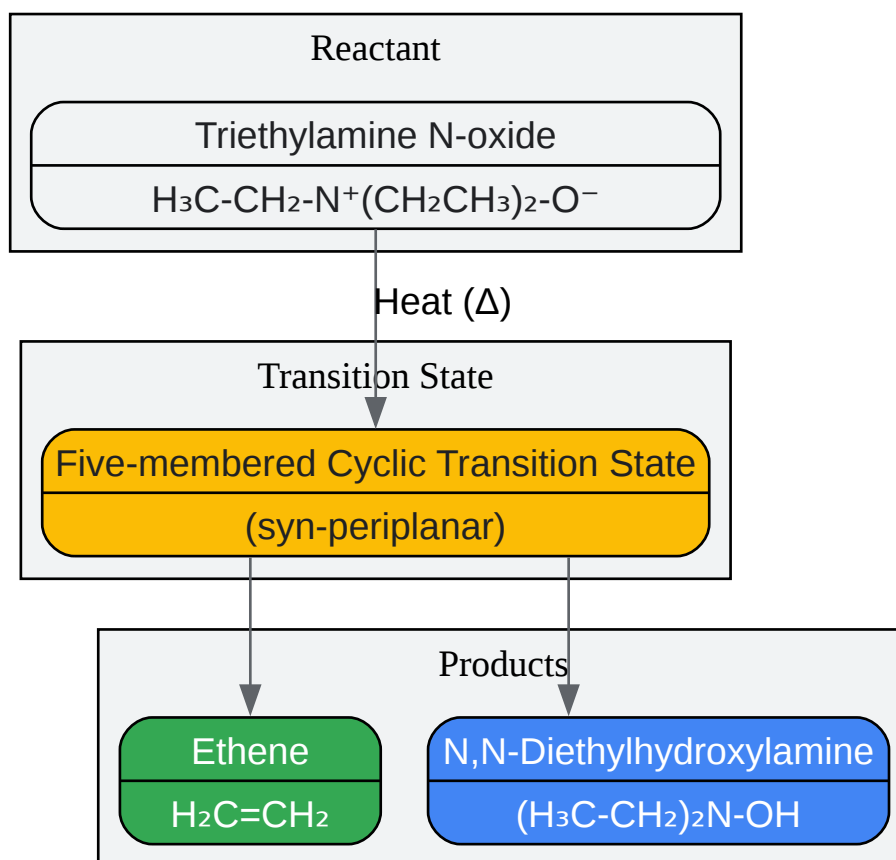 Reactant
Triethylamine N-oxide
H₃C-CH₂-N⁺(CH₂CH₃)₂-O⁻
Heat (Δ)
Transition State
Five-membered Cyclic Transition State
(syn-periplanar)
Products
Ethene
H₂C=CH₂
N,N-Diethylhydroxylamine
(H₃C-CH₂)₂N-OH